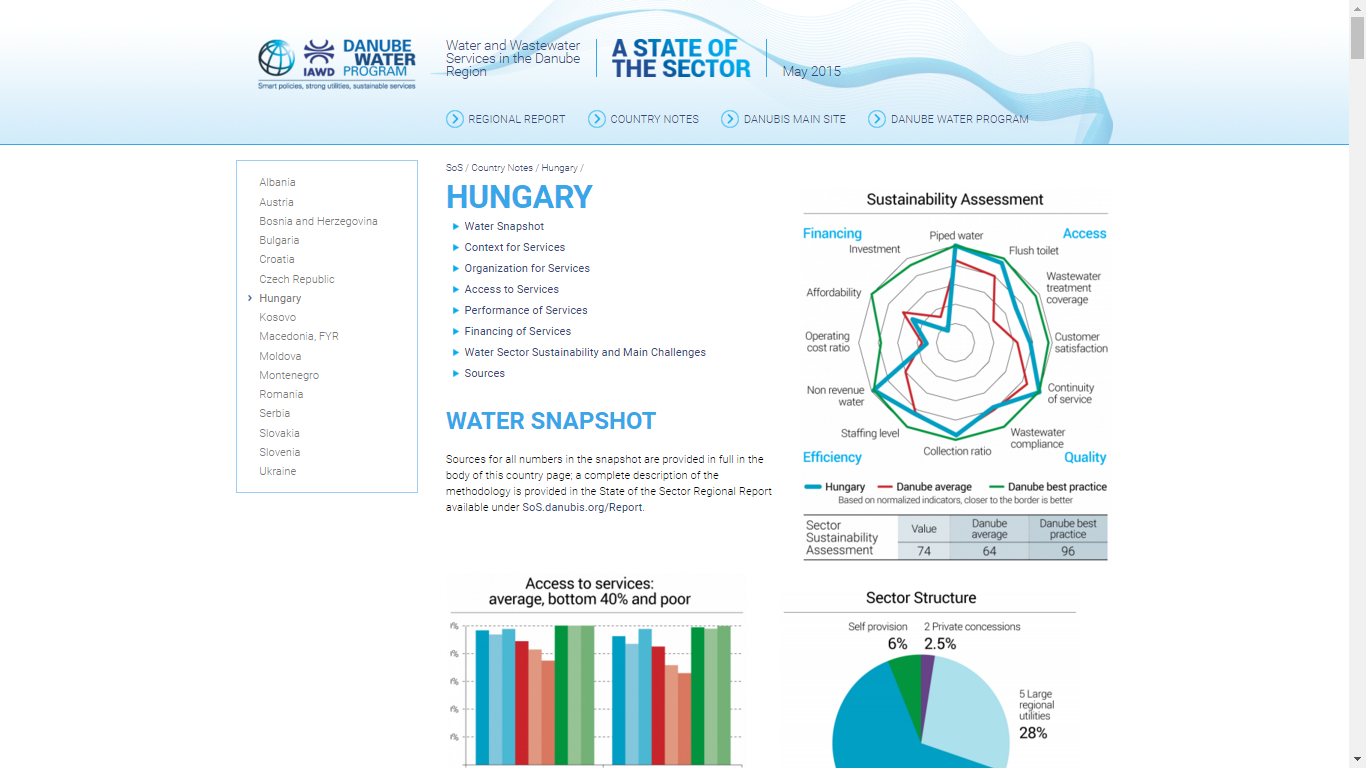 IAWD
DANUBE
WATER
PROGRAM
Smart policies, strong utilities, sustainable services
Water and Wastewater
Services in the Danube
Region
A STATE OF
THE SECTOR
May 2015
REGIONAL REPORT
COUNTRY NOTES
DANUBIS MAIN SITE
DANUBE WATER PROGRAM
Albania
Austria
Bosnia and Herzegovina
Bulgaria
Croatia
Czech Republic
Hungary
Kosovo
Macedonia, FYR
Moldova
Montenegro
Romania
Serbia
Slovakia
Slovenia
Ukraine
SoS / Country Notes / Hungary /
HUNGARY
Water Snapshot
Context for Services
Organization for Services
Access to Services
Performance of Services
Financing of Services
Water Sector Sustainability and Main Challenges
Sources
WATER SNAPSHOT
Sources for all numbers in the snapshot are provided in full in the
body of this country page; a complete description of the
methodology is provided in the State of the Sector Regional Report
available under SoS.danubis.org/Report.
Sustainability Assessment
Financing
Access
Piped water
Investment
Flush toilet
Affordability
Wastewater
treatment
coverage
Operating
cost ratio
Customer
satisfaction
Non revenue
water
Continuity
of service
Staffing level
Wastewater
compliance
Collection ratio
Efficiency
Quality
Hungary
Danube average
Danube best practice
Based on normalized indicators, closer to the border is better
Sector
Sustainability
Assessment
Value
Danube
average
Danube best
practice
74
64
96
Access to services:
average, bottom 40% and poor
%
%
%
%
%
Sector Structure
Self provision
6%
2 Private concessions
2.5%
5 Large
regional
utilities
28%